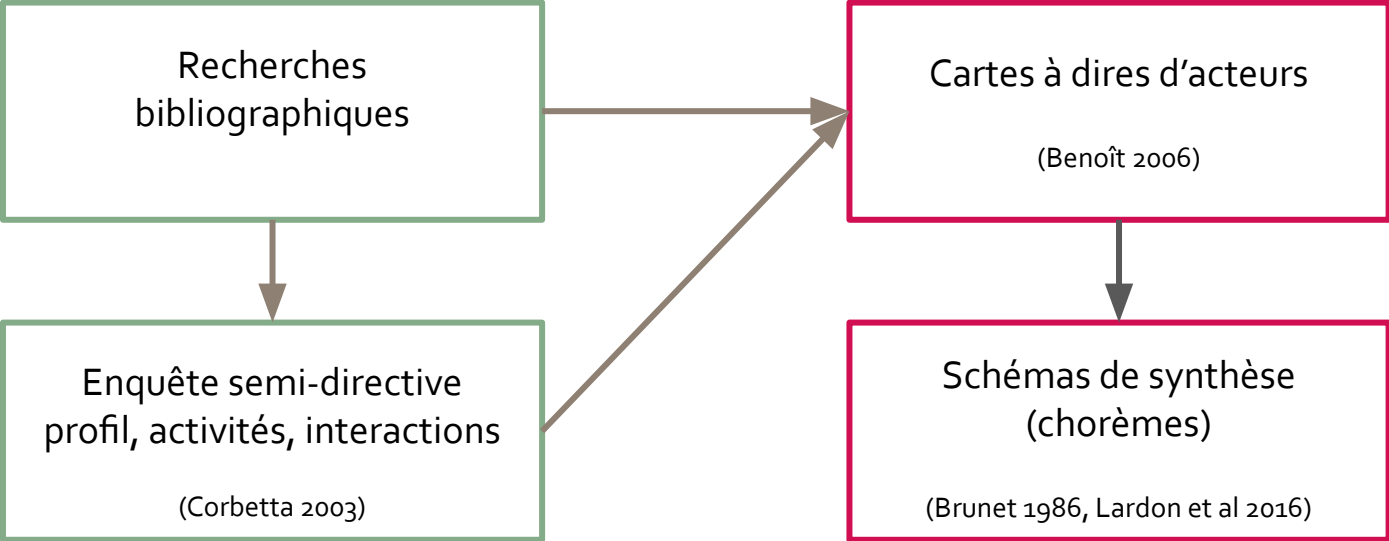 Recherches
bibliographiques
Cartes à dires d’acteurs
(Benoît 2006)
Enquête semi-directive
profil, activités, interactions
(Corbetta 2003)
Schémas de synthèse
(chorèmes)
(Brunet 1986, Lardon et al 2016)